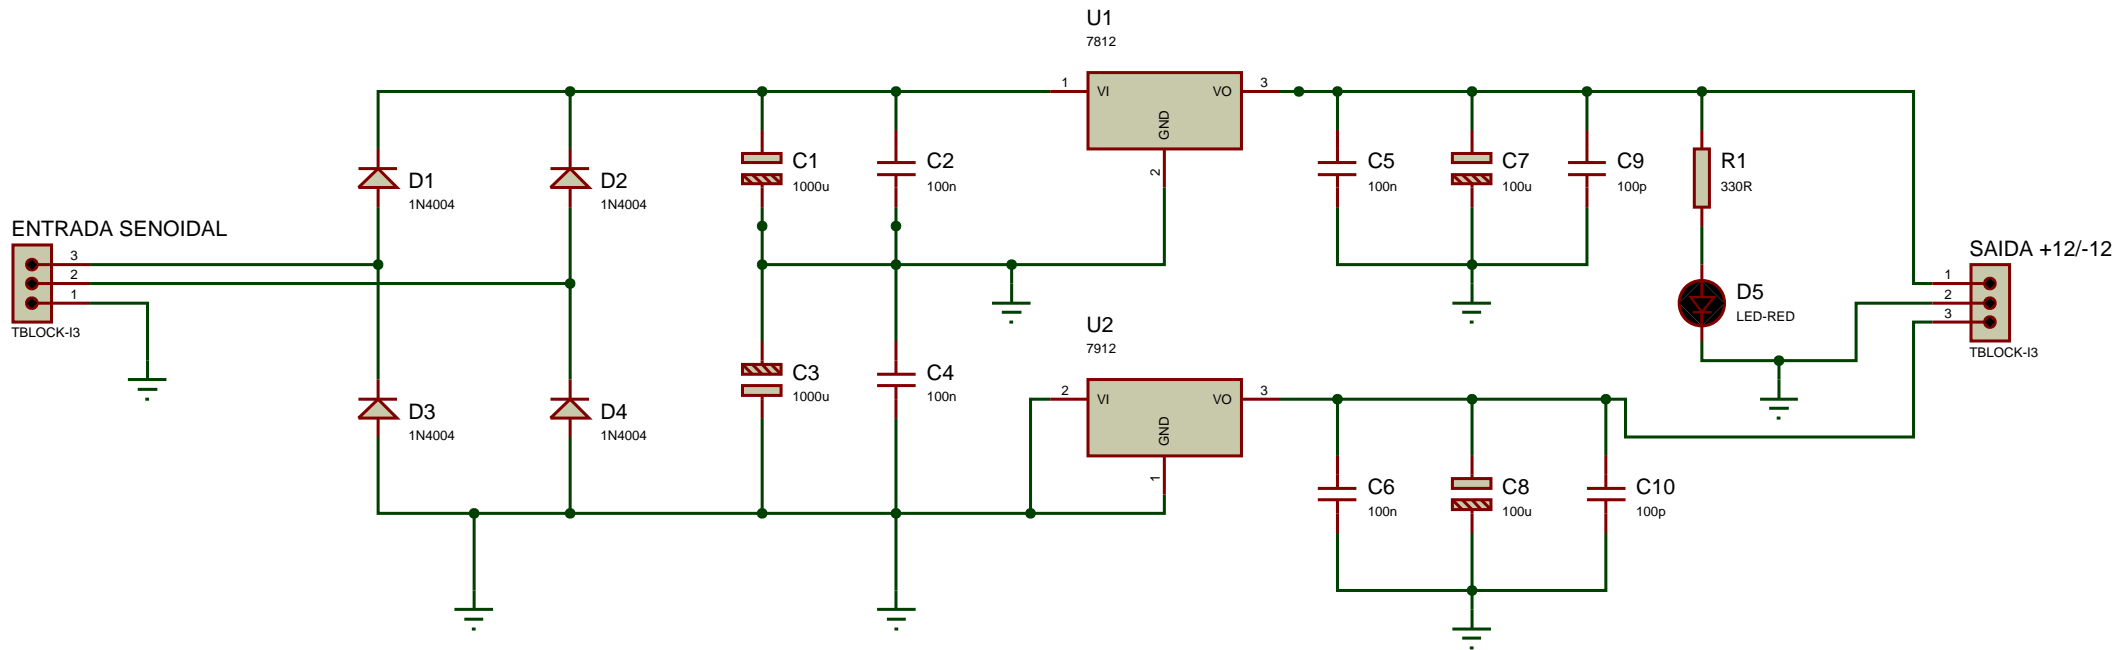 ENTRADA SENOIDAL
3
2
1
TBLOCK-I3
D1
1N4004
D2
1N4004
D3
1N4004
D4
1N4004
C1
1000u
C2
100n
C3
1000u
C4
100n
U1
7812
1
VI
VO
3
GND
2
U2
7912
2
VI
VO
3
GND
1
C5
100n
C7
100u
C9
100p
R1
330R
D5
LED-RED
C6
100n
C8
100u
C10
100p
SAIDA +12/-12
1
2
3
TBLOCK-I3